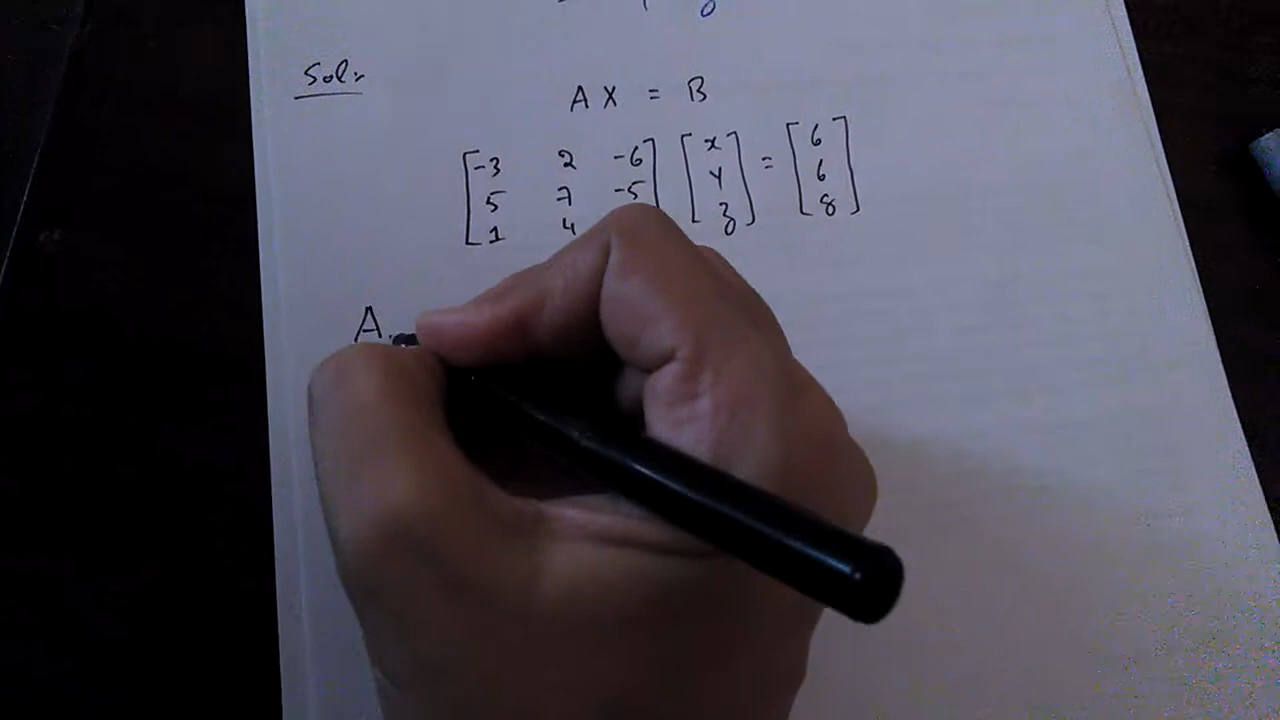 Sol:
A X = B
[-3 2 -6] [x] = [6]
[5 7 -5] [y] [6]
[1 4 [z] [8]
A